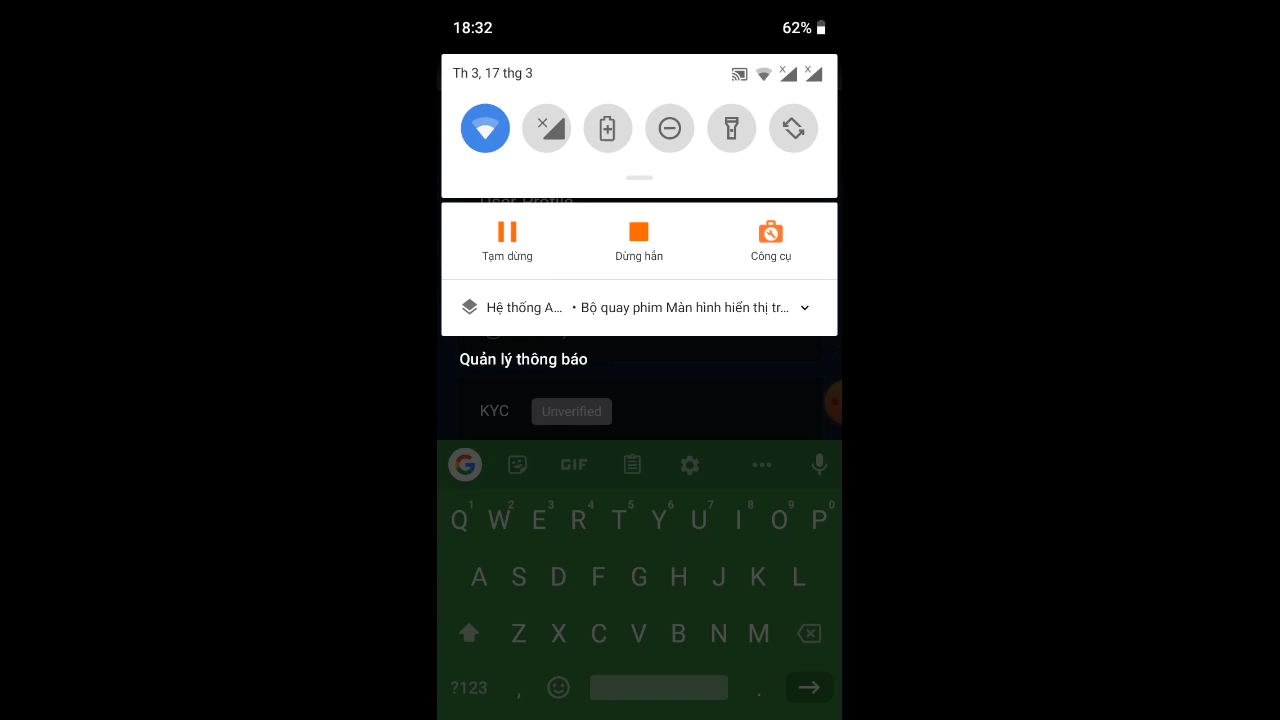 18:32 62%
Th 3, 17 thg 3
User Profile
Tạm dừng Dừng hẳn Công cụ
Hệ thống A... • Bộ quay phim Màn hình hiển thị tr...
Quản lý thông báo
KYC Unverified
G GIF
1 2 3 4 5 6 7 8 9 0
Q W E R T Y U I O P
A S D F G H J K L
Z X C V B N M
?123 , .